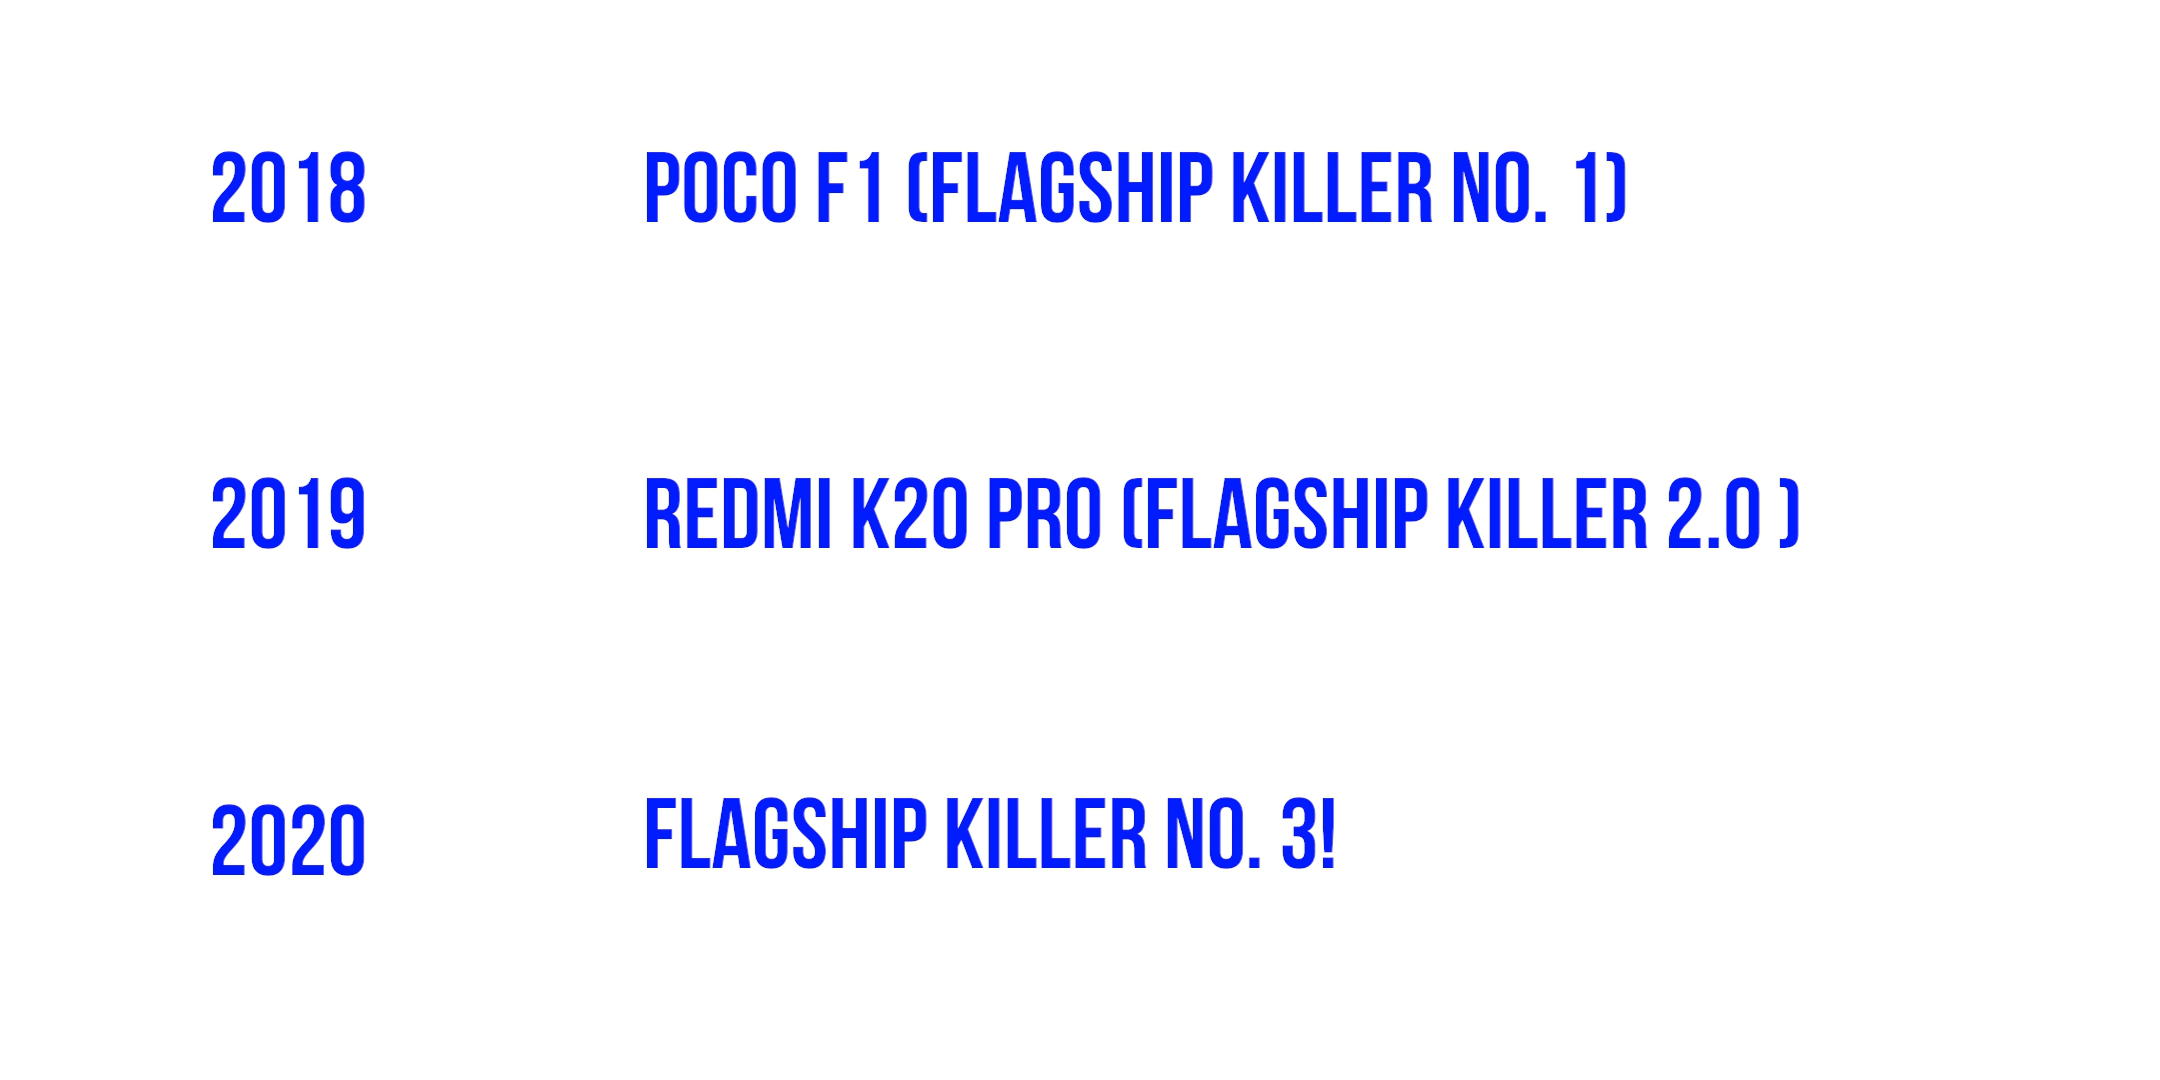 2018 POCO F1 (FLAGSHIP KILLER NO. 1)
2019 REDMI K20 PRO (FLAGSHIP KILLER 2.0 )
2020 FLAGSHIP KILLER NO. 3!